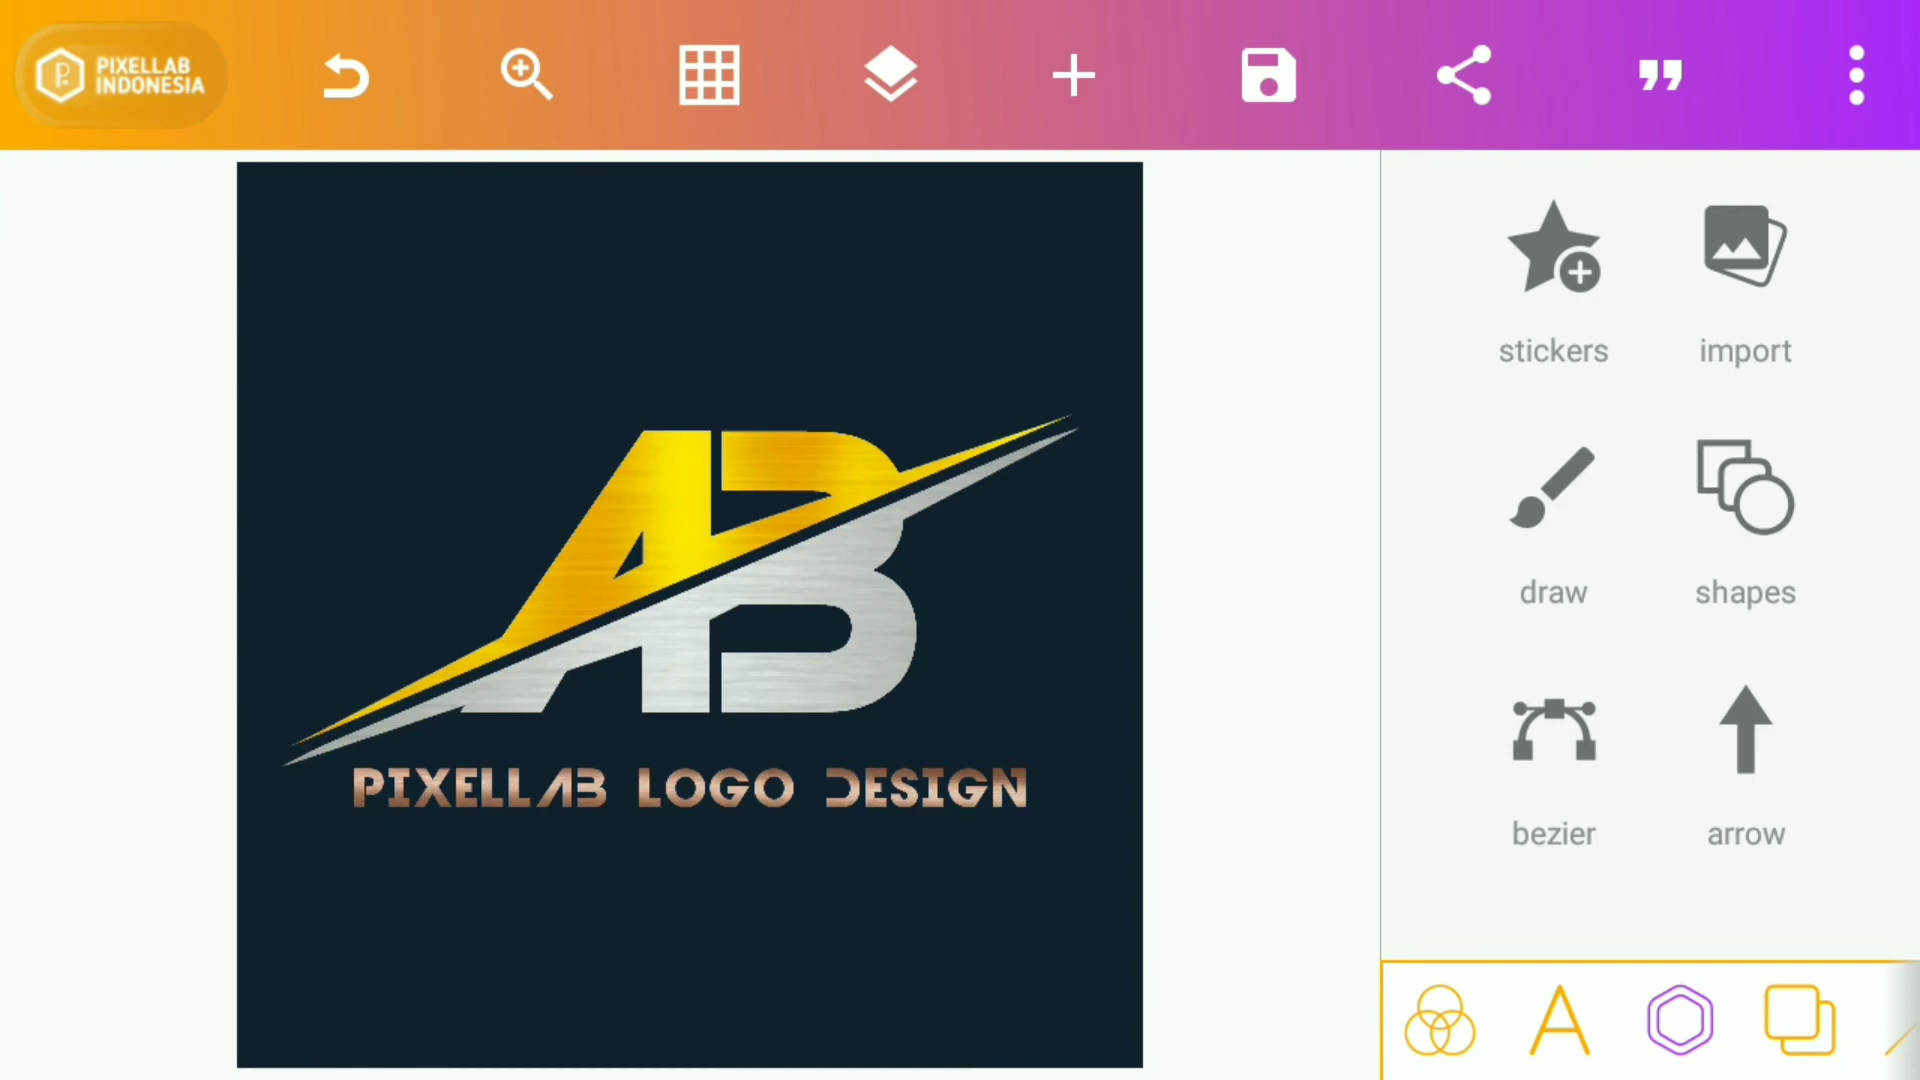 PIXELLAB
INDONESIA
stickers
import
draw
shapes
bezier
arrow
AB
PIXELLAB LOGO DESIGN